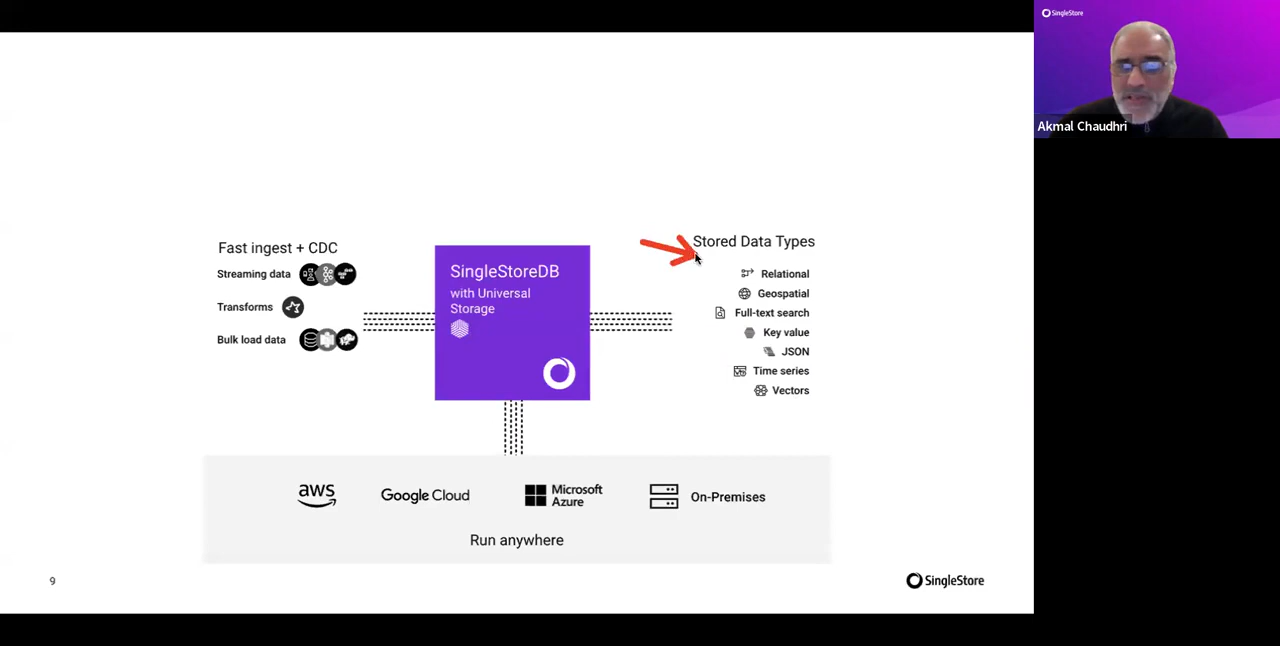 Fast ingest + CDC
Streaming data
Transforms
Bulk load data
SingleStoreDB
with Universal
Storage
Stored Data Types
Relational
Geospatial
Full-text search
Key value
JSON
Time series
Vectors
aws
Google Cloud
Microsoft
Azure
On-Premises
Run anywhere
9
SingleStore
SingleStore
Akmal Chaudhri